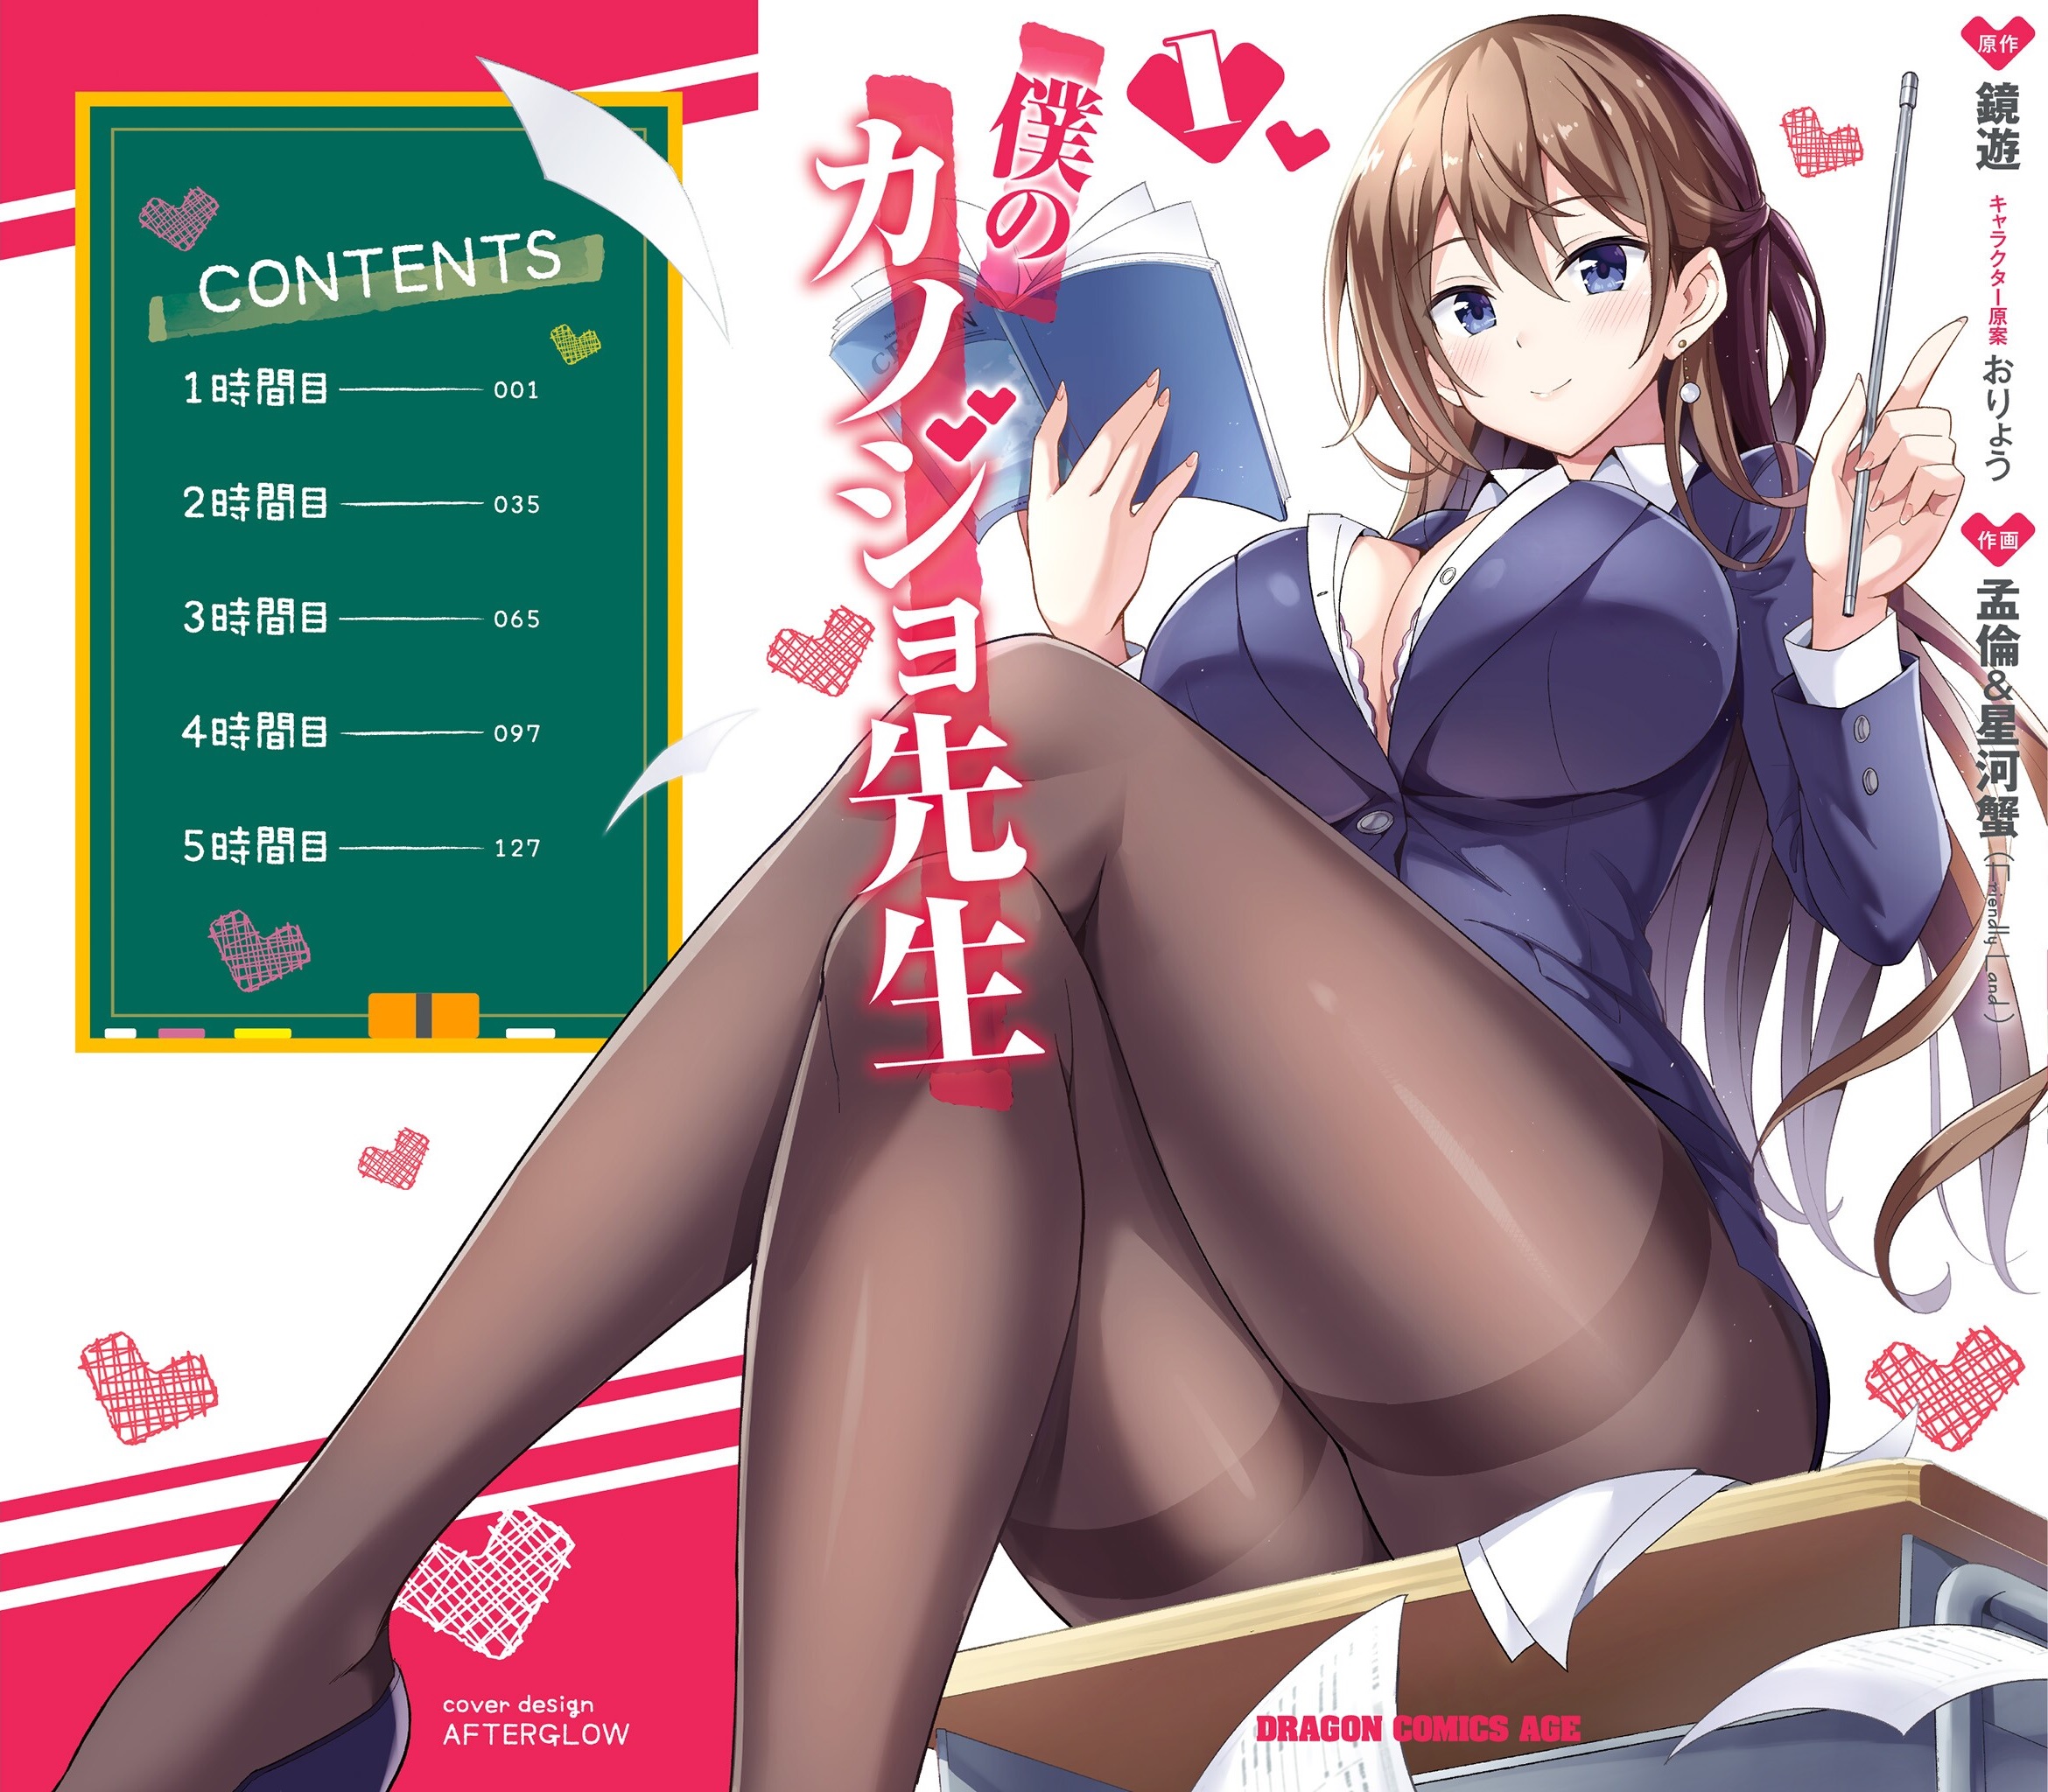 CONTENTS
1時間目 001
2時間目 035
3時間目 065
4時間目 097
5時間目 127
cover design
AFTERGLOW
1
僕の
カノジョ先生
原作
鏡遊
キャラクター原案
おりょう
作画
孟倫&星河蟹
(Friendly Land)
DRAGON COMICS AGE